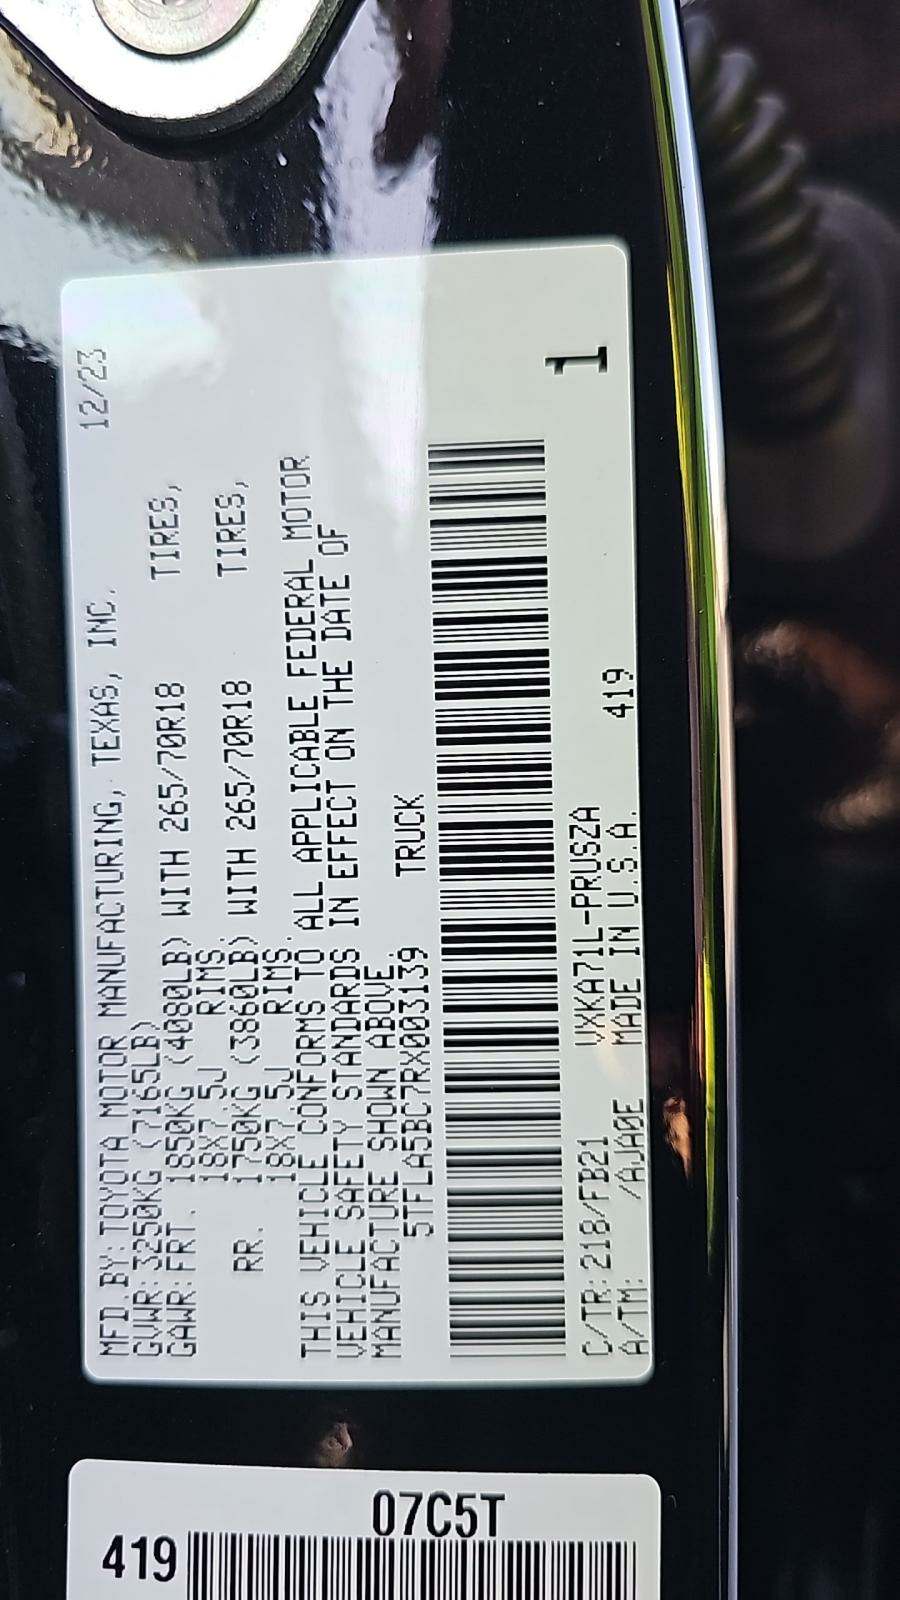 MFD BY: TOYOTA MOTOR MANUFACTURING, TEXAS, INC. 12/23
GVWR: 3250KG (7165LB)
GAWR: FRT. 1850KG (4080LB) WITH 265/70R18 TIRES,
18X7.5J RIMS.
RR. 1750KG (3860LB) WITH 265/70R18 TIRES,
18X7.5J RIMS.
THIS VEHICLE CONFORMS TO ALL APPLICABLE FEDERAL MOTOR
VEHICLE SAFETY STANDARDS IN EFFECT ON THE DATE OF
MANUFACTURE SHOWN ABOVE.
5TFLA5BC7RX003139 TRUCK
C/TR: 218/FB21 VXKA71L-PRUSZA 1
A/TM: /AJA0E MADE IN U.S.A. 419
07C5T
419